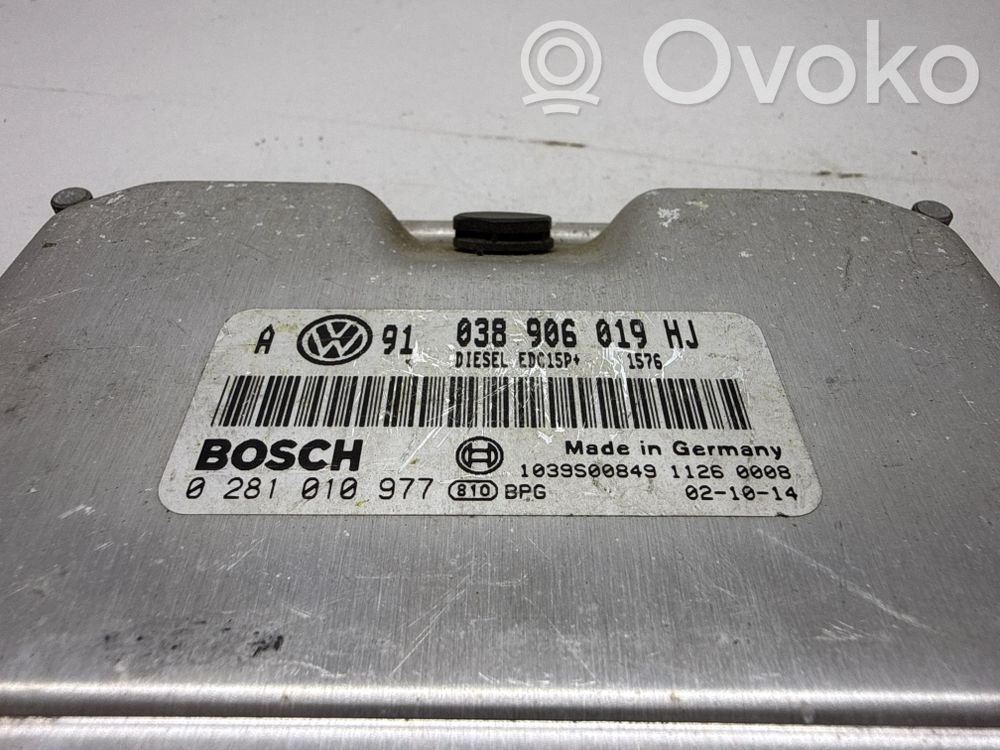 Ovoko
A 91 038 906 019 HJ
DIESEL EDC15P+ 1576
BOSCH
Made in Germany
1039S00849 1126 0008
0 281 010 977 810 BPG 02-10-14